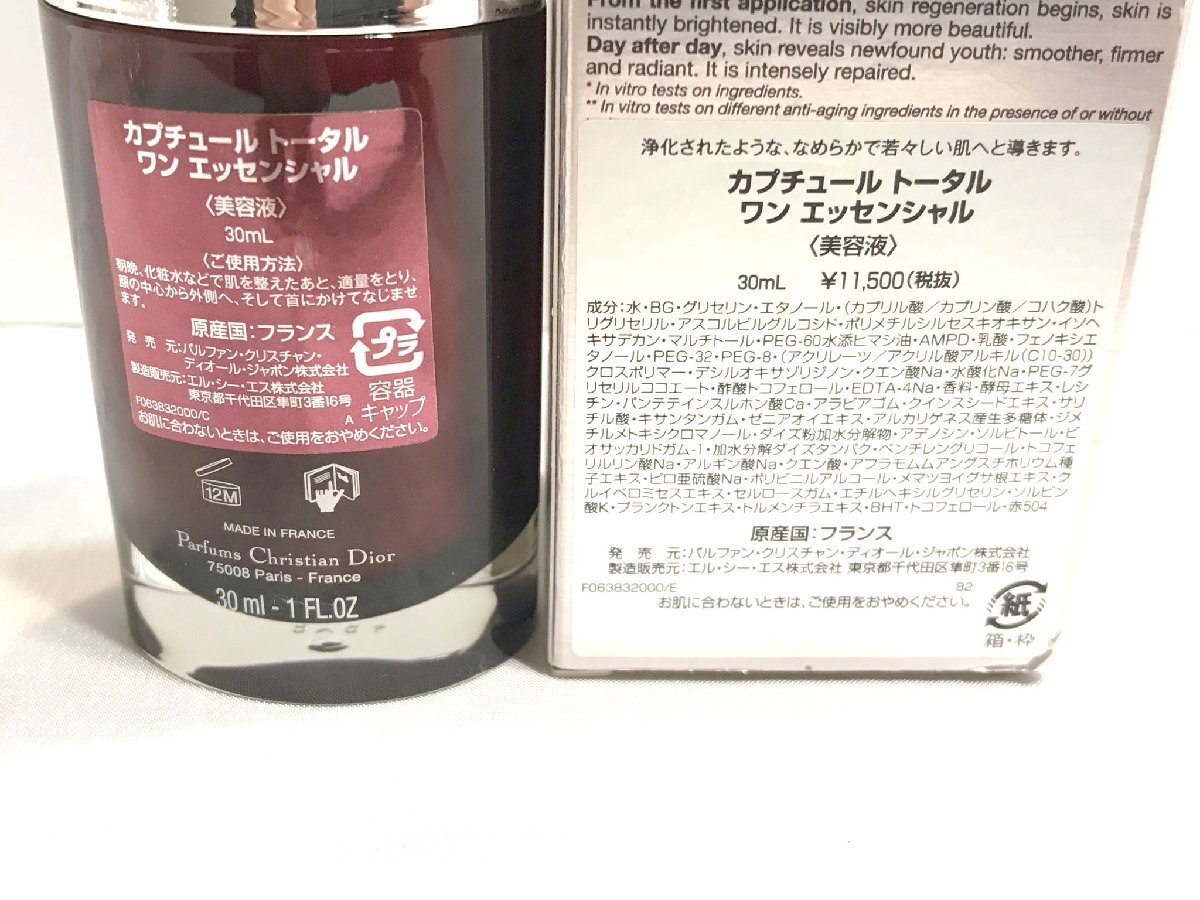 カプチュール トータル
ワン エッセンシャル
〈美容液〉
30mL
〈ご使用方法〉
朝晩、化粧水などで肌を整えたあと、適量をとり、
顔の中心から外側へ、そして首にかけてなじませ
ます。
原産国:フランス
発 売 元:パルファン・クリスチャン・
ディオール・ジャポン株式会社
製造販売元:エル・シー・エス株式会社
東京都千代田区隼町3番16号
F063832000/C
A
プラ
容器
キャップ
お肌に合わないときは、ご使用をおやめください。
12M
MADE IN FRANCE
Parfums Christian Dior
75008 Paris - France
30 ml - 1 FL.OZ
From the first application, skin regeneration begins, skin is
instantly brightened. It is visibly more beautiful.
Day after day, skin reveals newfound youth: smoother, firmer
and radiant. It is intensely repaired.
* In vitro tests on ingredients.
** In vitro tests on different anti-aging ingredients in the presence of or without
浄化されたような、なめらかで若々しい肌へと導きます。
カプチュール トータル
ワン エッセンシャル
〈美容液〉
30mL ¥11,500(税抜)
成分:水・BG・グリセリン・エタノール・(カプリル酸/カプリン酸/コハク酸)ト
リグリセリル・アスコルビルグルコシド・ポリメチルシルセスキオキサン・イソヘ
キサデカン・マルチトール・PEG-60水添ヒマシ油・AMPD・乳酸・フェノキシエ
タノール・PEG-32・PEG-8・(アクリレーツ/アクリル酸アルキル(C10-30))
クロスポリマー・デシルオキサゾリジノン・クエン酸Na・水酸化Na・PEG-7グ
リセリルココエート・酢酸トコフェロール・EDTA-4Na・香料・酵母エキス・レシ
チン・パンテテインスルホン酸Ca・アラビアゴム・クインスシードエキス・サリ
チル酸・キサンタンガム・ゼニアオイエキス・アルカリゲネス産生多糖体・ジメ
チルメトキシクロマノール・ダイズ粉加水分解物・アデノシン・ソルビトール・ビ
オサッカリドガム-1・加水分解ダイズタンパク・ペンチレングリコール・トコフェ
リルリン酸Na・アルギン酸Na・クエン酸・アフラモムムアングスチホリウム種
子エキス・ピロ亜硫酸Na・ポリビニルアルコール・メマツヨイグサ根エキス・ク
ルイベロミセスエキス・セルロースガム・エチルヘキシルグリセリン・ソルビン
酸K・プランクトンエキス・トルメンチラエキス・BHT・トコフェロール・赤504
原産国:フランス
発 売 元:パルファン・クリスチャン・ディオール・ジャポン株式会社
製造販売元:エル・シー・エス株式会社 東京都千代田区隼町3番16号
F063832000/E B2
お肌に合わないときは、ご使用をおやめください。
紙
箱・枠